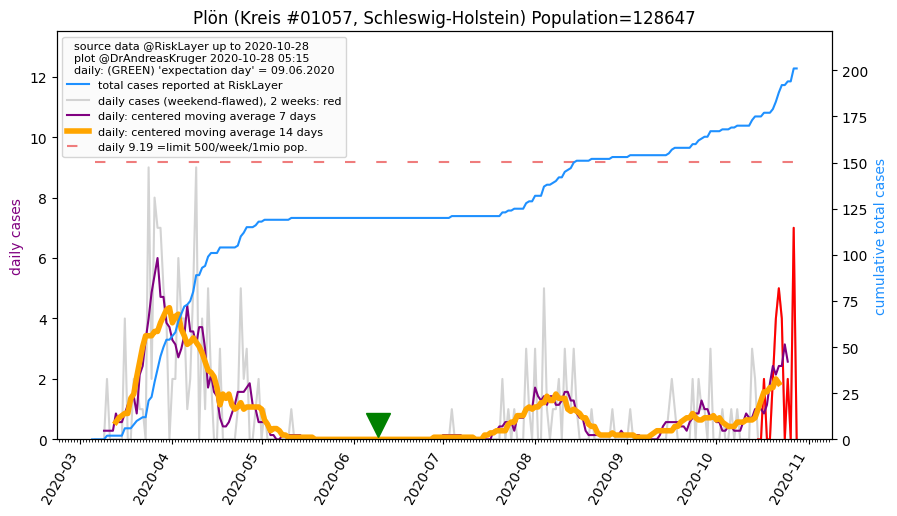 Plön (Kreis #01057, Schleswig-Holstein) Population=128647
source data @RiskLayer up to 2020-10-28
plot @DrAndreasKruger 2020-10-28 05:15
daily: (GREEN) 'expectation day' = 09.06.2020
total cases reported at RiskLayer
daily cases (weekend-flawed), 2 weeks: red
daily: centered moving average 7 days
daily: centered moving average 14 days
daily 9.19 =limit 500/week/1mio pop.
daily cases
12
10
8
6
4
2
0
200
175
150
125
100
75
50
25
0
cumulative total cases
2020-03
2020-04
2020-05
2020-06
2020-07
2020-08
2020-09
2020-10
2020-11